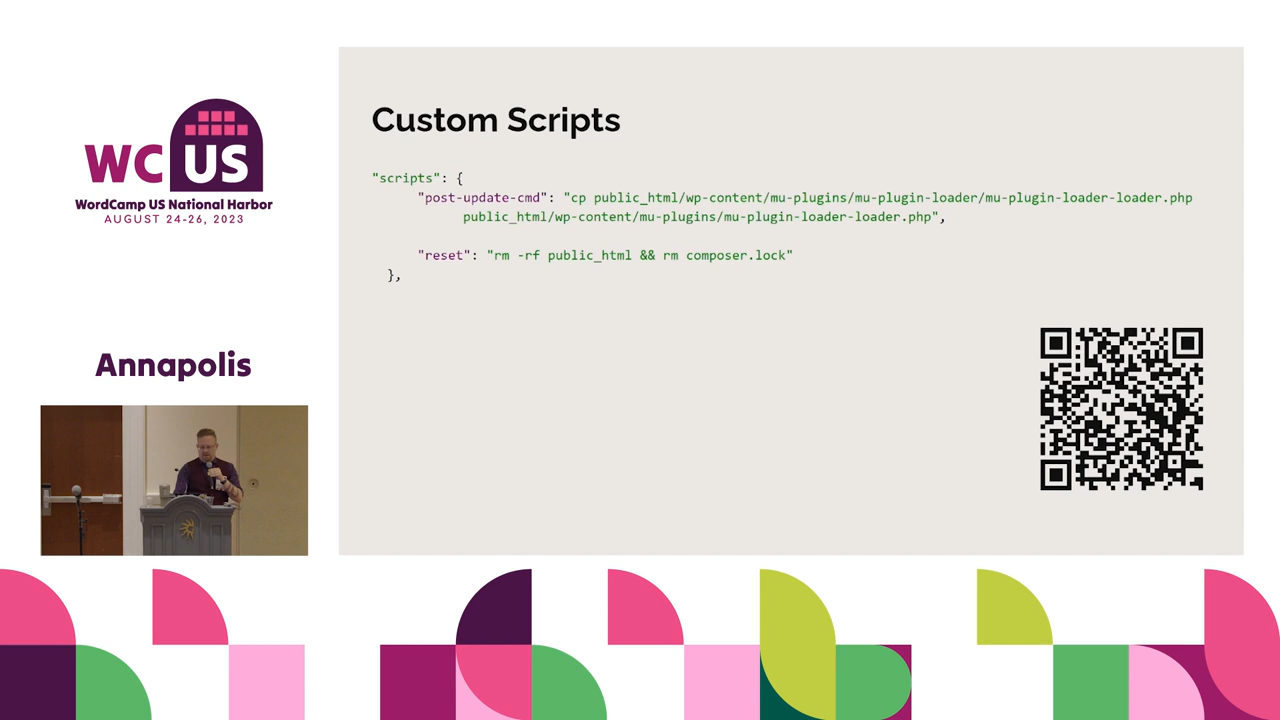 WC US
WordCamp US National Harbor
AUGUST 24-26, 2023
Annapolis
Custom Scripts
"scripts": {
"post-update-cmd": "cp public_html/wp-content/mu-plugins/mu-plugin-loader/mu-plugin-loader-loader.php
public_html/wp-content/mu-plugins/mu-plugin-loader-loader.php",
"reset": "rm -rf public_html && rm composer.lock"
},